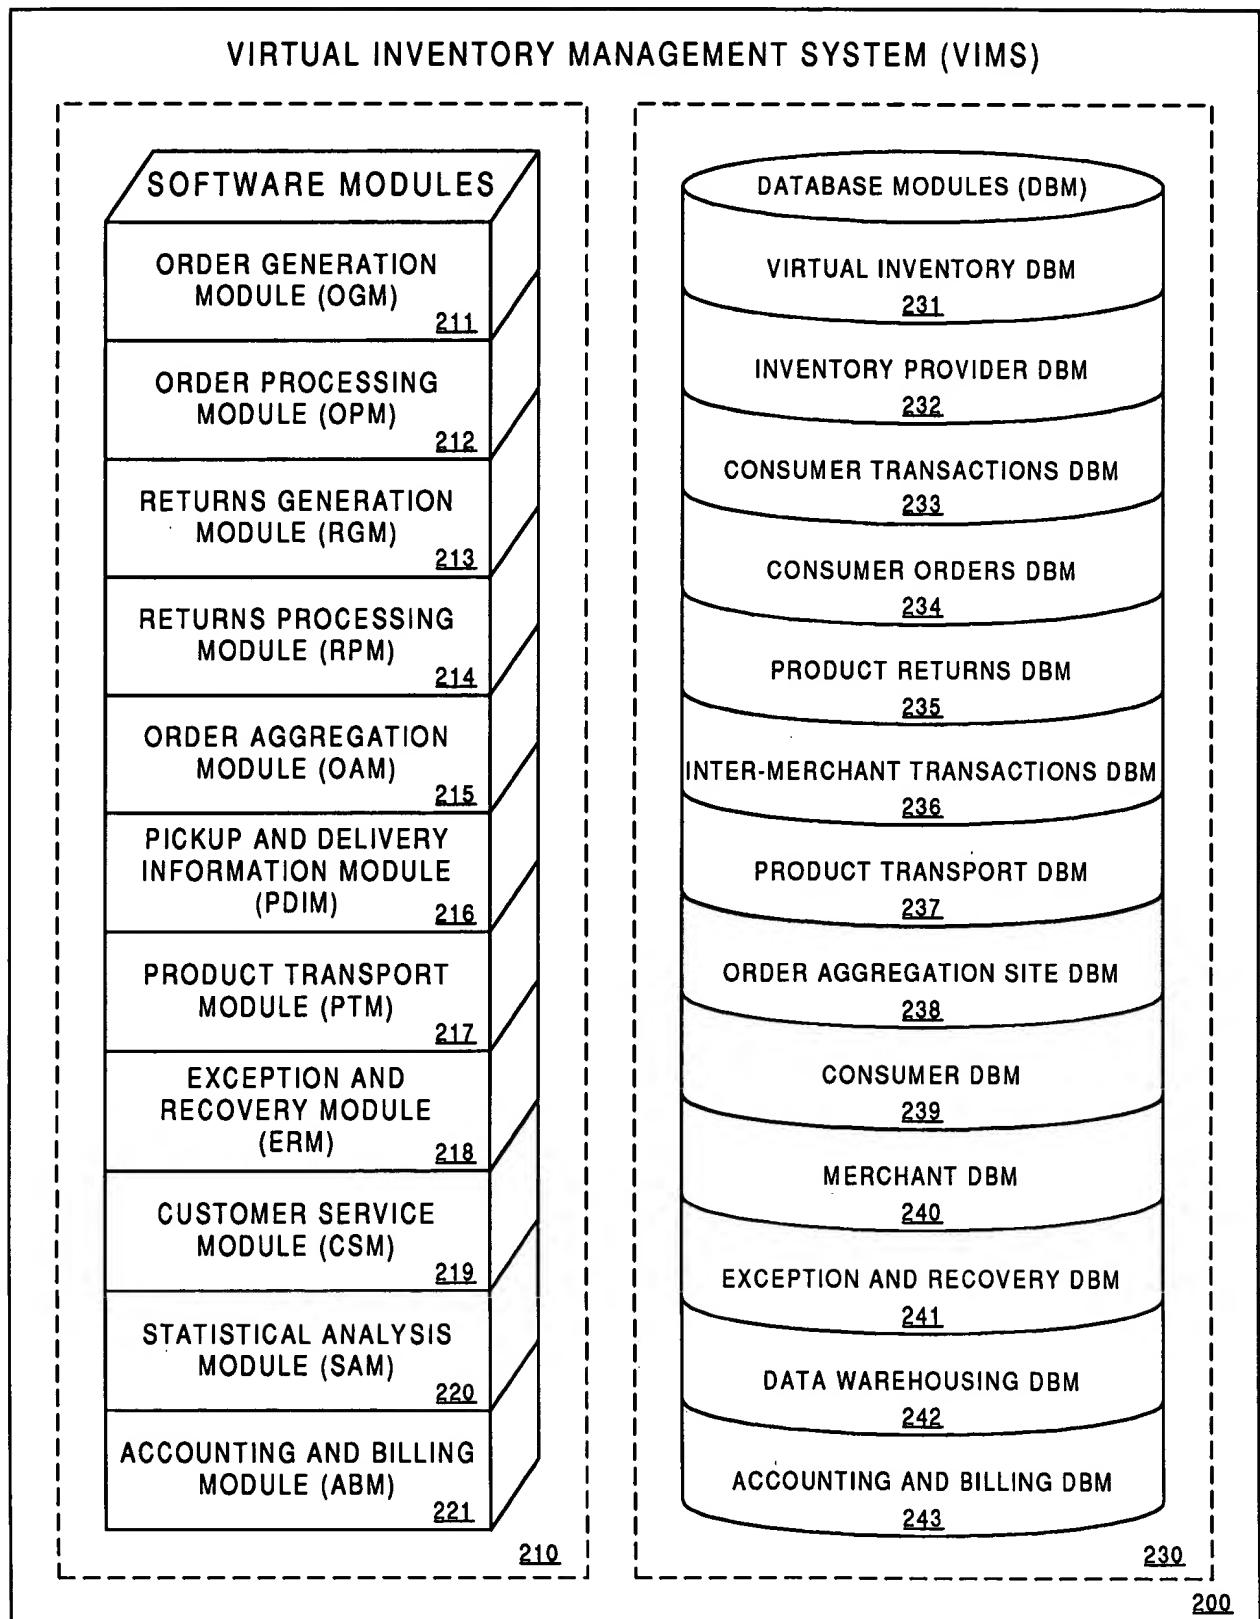 VIRTUAL INVENTORY MANAGEMENT SYSTEM (VIMS)
SOFTWARE MODULES
ORDER GENERATION
MODULE (OGM)
211
ORDER PROCESSING
MODULE (OPM)
212
RETURNS GENERATION
MODULE (RGM)
213
RETURNS PROCESSING
MODULE (RPM)
214
ORDER AGGREGATION
MODULE (OAM)
215
PICKUP AND DELIVERY
INFORMATION MODULE
(PDIM)
216
PRODUCT TRANSPORT
MODULE (PTM)
217
EXCEPTION AND
RECOVERY MODULE
(ERM)
218
CUSTOMER SERVICE
MODULE (CSM)
219
STATISTICAL ANALYSIS
MODULE (SAM)
220
ACCOUNTING AND BILLING
MODULE (ABM)
221
210
DATABASE MODULES (DBM)
VIRTUAL INVENTORY DBM
231
INVENTORY PROVIDER DBM
232
CONSUMER TRANSACTIONS DBM
233
CONSUMER ORDERS DBM
234
PRODUCT RETURNS DBM
235
INTER-MERCHANT TRANSACTIONS DBM
236
PRODUCT TRANSPORT DBM
237
ORDER AGGREGATION SITE DBM
238
CONSUMER DBM
239
MERCHANT DBM
240
EXCEPTION AND RECOVERY DBM
241
DATA WAREHOUSING DBM
242
ACCOUNTING AND BILLING DBM
243
230
200